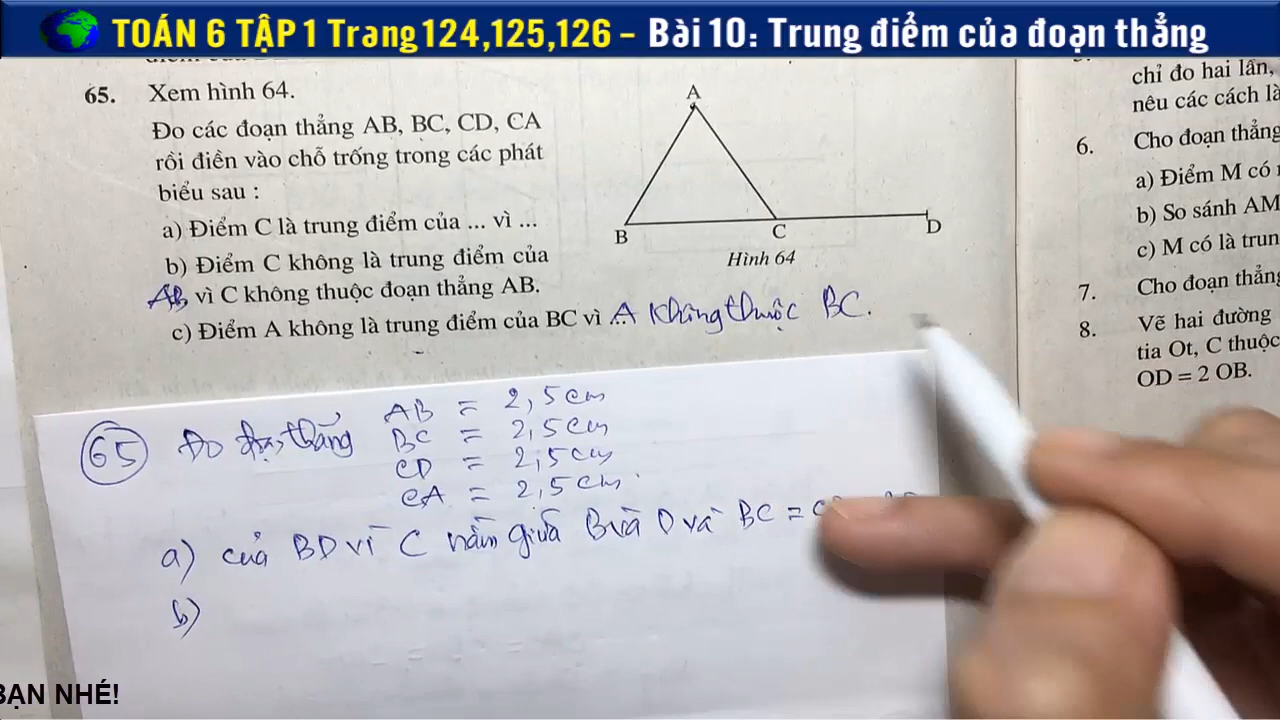 TOÁN 6 TẬP 1 Trang 124,125,126 - Bài 10: Trung điểm của đoạn thẳng
65. Xem hình 64.
Đo các đoạn thẳng AB, BC, CD, CA
rồi điền vào chỗ trống trong các phát
biểu sau :
a) Điểm C là trung điểm của ... vì ...
b) Điểm C không là trung điểm của
AB vì C không thuộc đoạn thẳng AB.
c) Điểm A không là trung điểm của BC vì ... A không thuộc BC.
A
B
C
D
Hình 64
chỉ đo hai lần,
nêu các cách
6. Cho đoạn thẳng
a) Điểm M có
b) So sánh AM
c) M có là
7. Cho đoạn thẳng
8. Vẽ hai đường
tia Ot, C thuộc
OD = 2 OB.
65 Đo đoạn thẳng AB = 2,5cm
BC = 2,5cm
CD = 2,5cm
CA = 2,5cm.
a) của BD vì C nằm giữa B và D và BC =
b)
BẠN NHÉ!